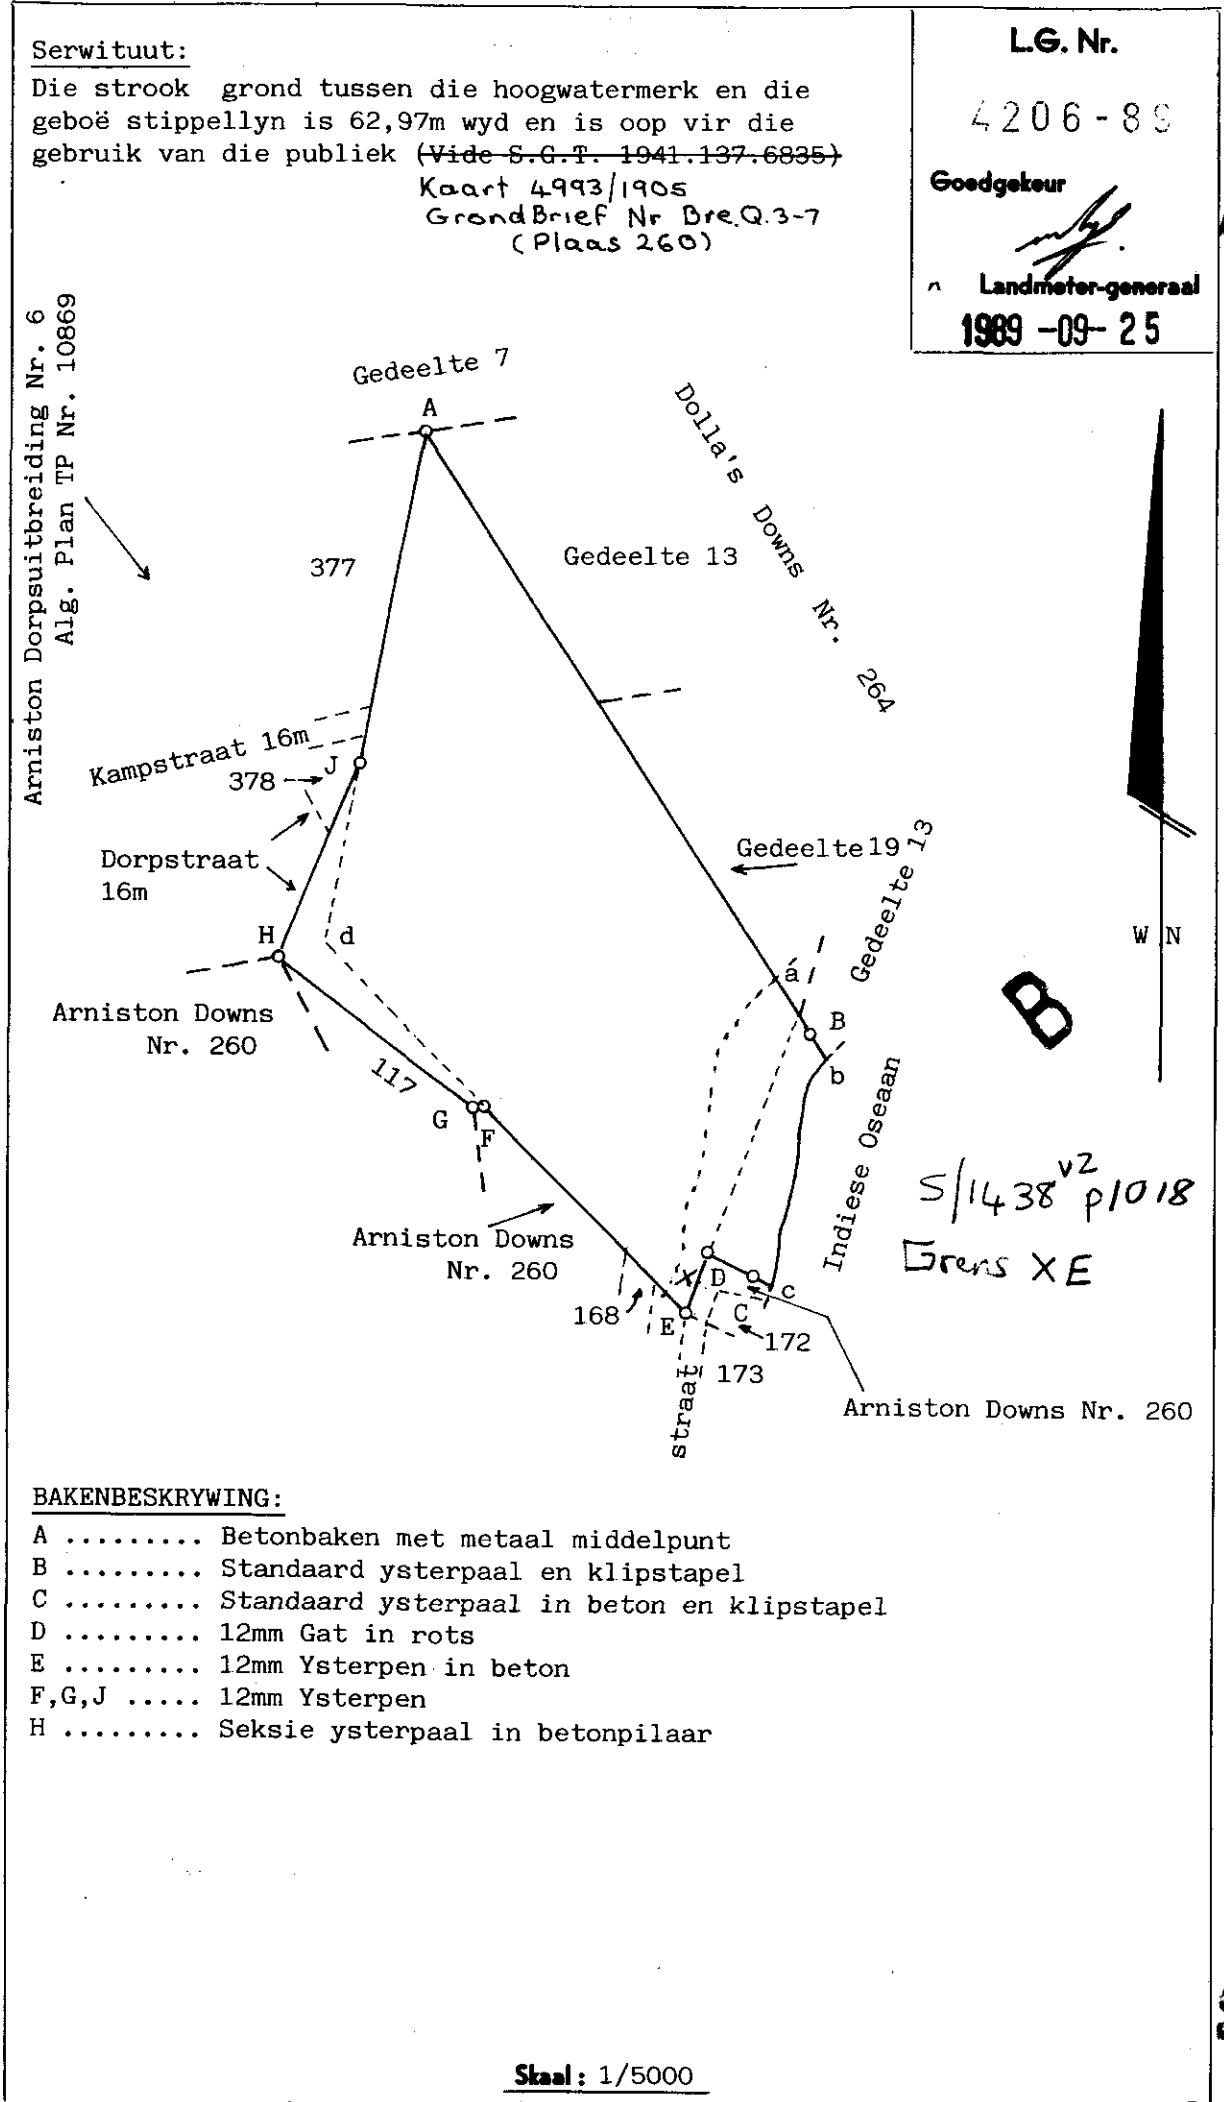 Serwituut:
Die strook grond tussen die hoogwatermerk en die
geboë stippellyn is 62,97m wyd en is oop vir die
gebruik van die publiek (Vide S.G.T. 1941.137.6835)
Kaart 4993/1905
GrondBrief Nr Bre.Q.3-7
(Plaas 260)
L.G. Nr.
4206-89
Goedgekeur
Landmeter-generaal
1989-09-25
Arniston Dorpsuitbreiding Nr. 6
Alg. Plan TP Nr. 10869
Gedeelte 7
A
Dolla's Downs Nr. 264
377
Gedeelte 13
Kampstraat 16m
J
378
Dorpstraat
16m
Gedeelte 19
Gedeelte 13
H
d
W N
á
Arniston Downs
Nr. 260
B
B
b
117
G
F
Indiese Oseaan
S/1438 v2 p1018
Grens XE
Arniston Downs
Nr. 260
X
D
c
C
168
E
172
173
straat
Arniston Downs Nr. 260
BAKENBESKRYWING:
A ......... Betonbaken met metaal middelpunt
B ......... Standaard ysterpaal en klipstapel
C ......... Standaard ysterpaal in beton en klipstapel
D ......... 12mm Gat in rots
E ......... 12mm Ysterpen in beton
F,G,J ..... 12mm Ysterpen
H ......... Seksie ysterpaal in betonpilaar
Skaal: 1/5000